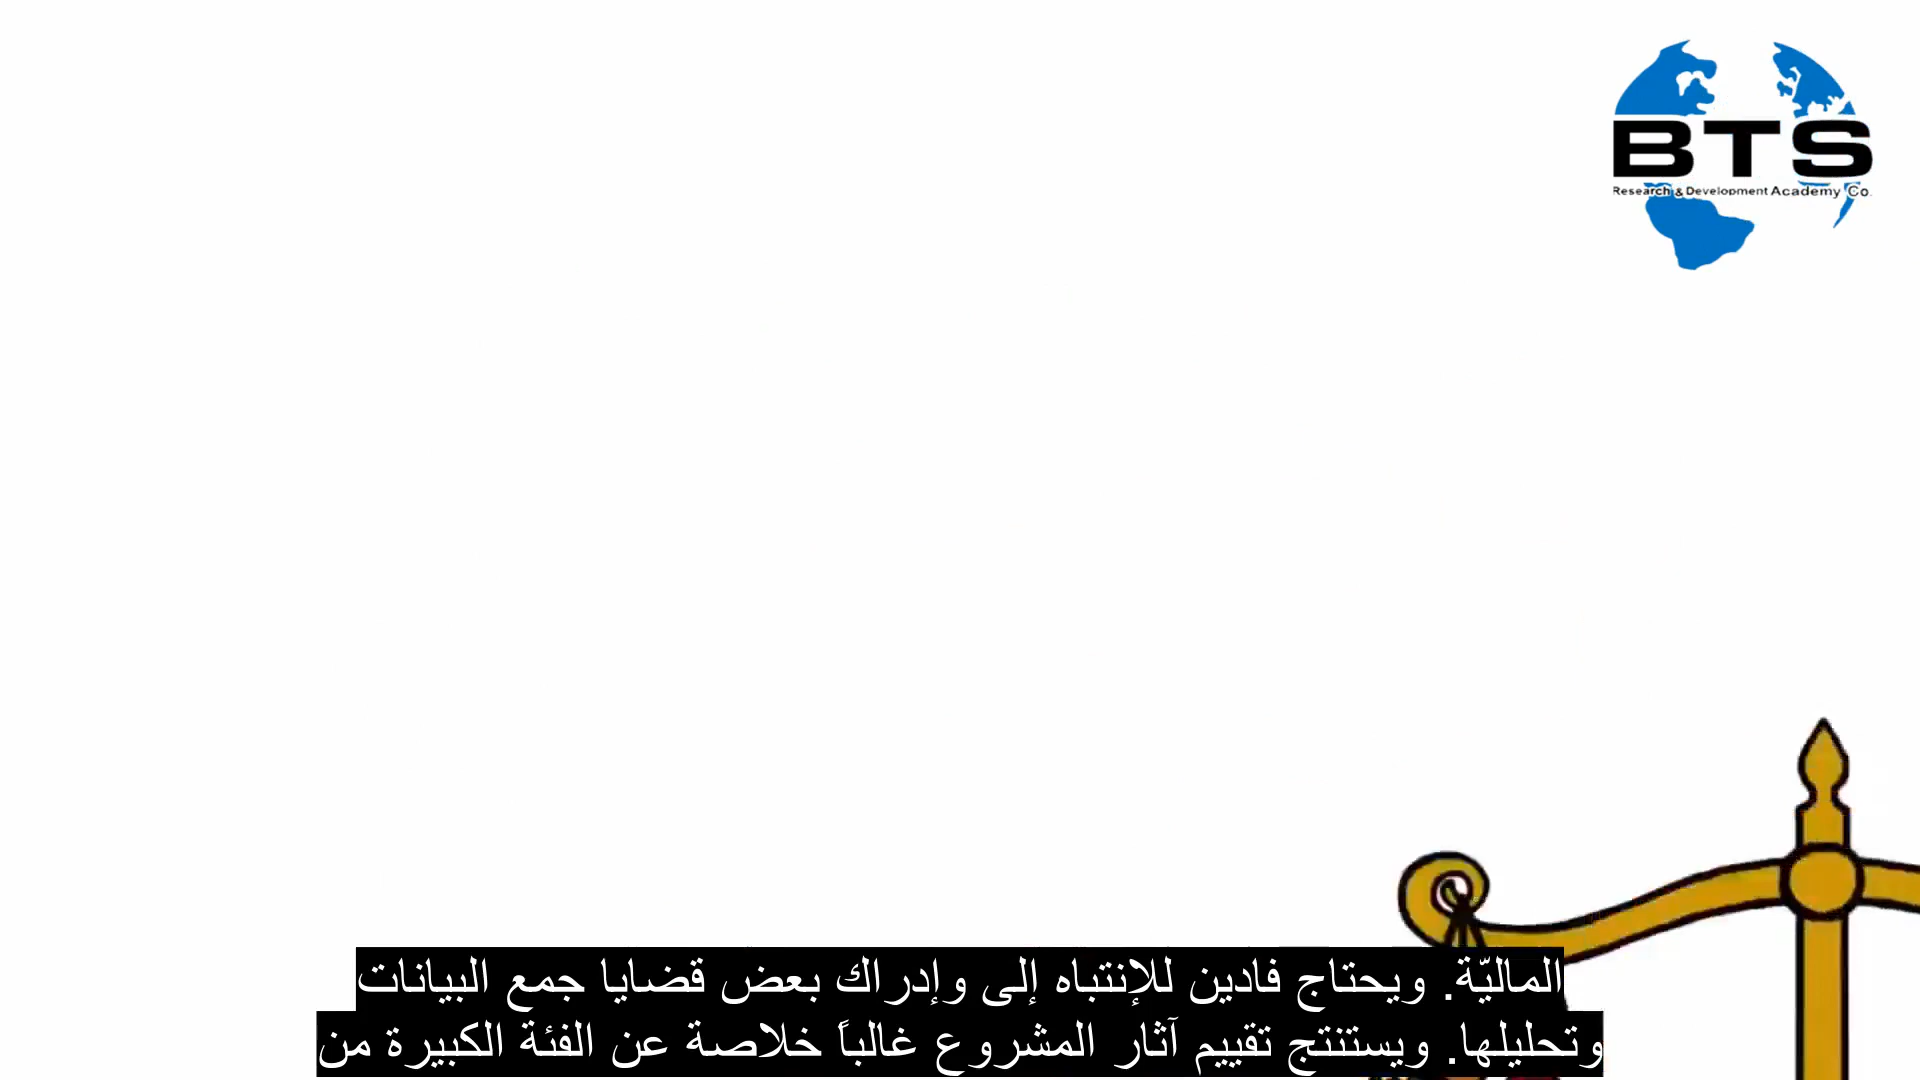 BTS
Research & Development Academy Co.
الماليّة. ويحتاج فادين للإنتباه إلى وإدراك بعض قضايا جمع البيانات
وتحليلها. ويستنتج تقييم آثار المشروع غالباً خلاصة عن الفئة الكبيرة من